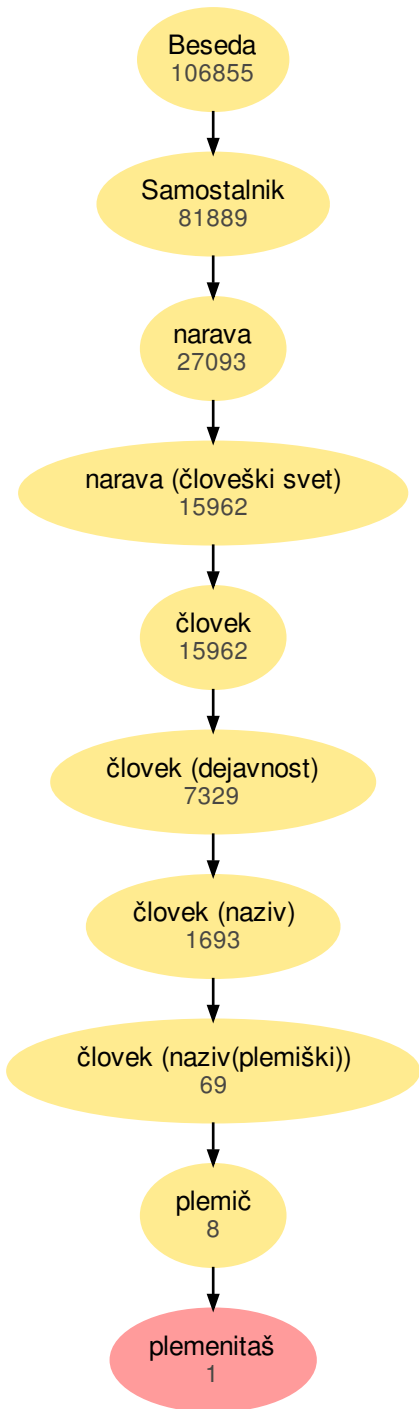 Beseda
106855
Samostalnik
81889
narava
27093
narava (človeški svet)
15962
človek
15962
človek (dejavnost)
7329
človek (naziv)
1693
človek (naziv(plemiški))
69
plemič
8
plemenitaš
1